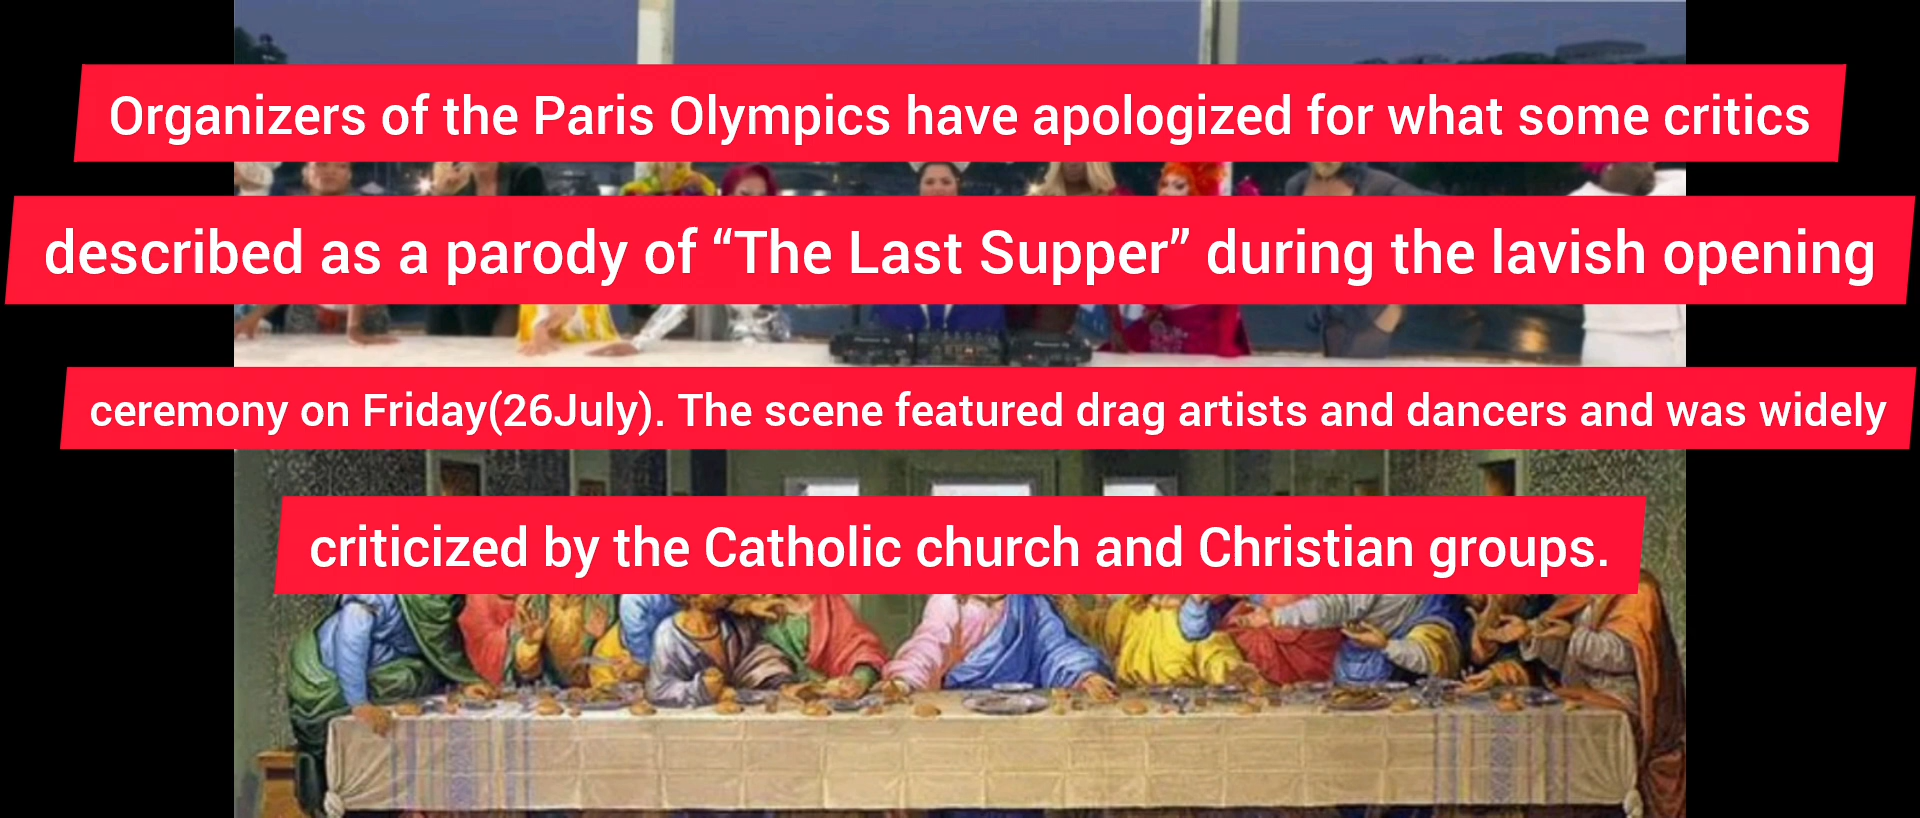 Organizers of the Paris Olympics have apologized for what some critics
described as a parody of “The Last Supper” during the lavish opening
ceremony on Friday(26July). The scene featured drag artists and dancers and was widely
criticized by the Catholic church and Christian groups.